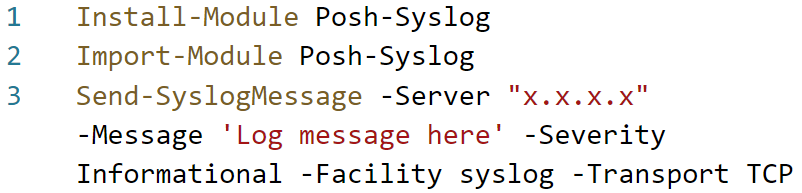 1 Install-Module Posh-Syslog
2 Import-Module Posh-Syslog
3 Send-SyslogMessage -Server "x.x.x.x"
-Message 'Log message here' -Severity
Informational -Facility syslog -Transport TCP